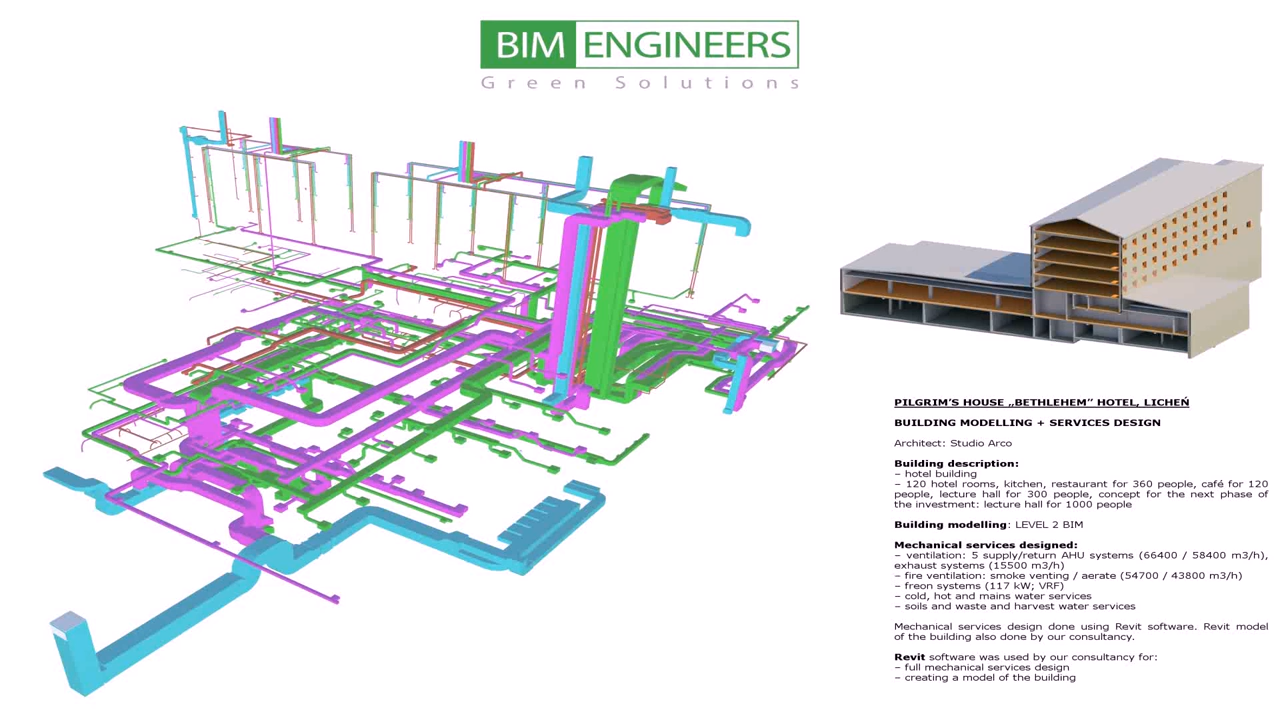 BIM ENGINEERS
Green Solutions
PILGRIM'S HOUSE „BETHLEHEM" HOTEL, LICHEŃ
BUILDING MODELLING + SERVICES DESIGN
Architect: Studio Arco
Building description:
– hotel building
– 120 hotel rooms, kitchen, restaurant for 360 people, café for 120
people, lecture hall for 300 people, concept for the next phase of
the investment: lecture hall for 1000 people
Building modelling: LEVEL 2 BIM
Mechanical services designed:
– ventilation: 5 supply/return AHU systems (66400 / 58400 m3/h),
exhaust systems (15500 m3/h)
– fire ventilation: smoke venting / aerate (54700 / 43800 m3/h)
– freon systems (117 kW; VRF)
– cold, hot and mains water services
– soils and waste and harvest water services
Mechanical services design done using Revit software. Revit model
of the building also done by our consultancy.
Revit software was used by our consultancy for:
– full mechanical services design
– creating a model of the building